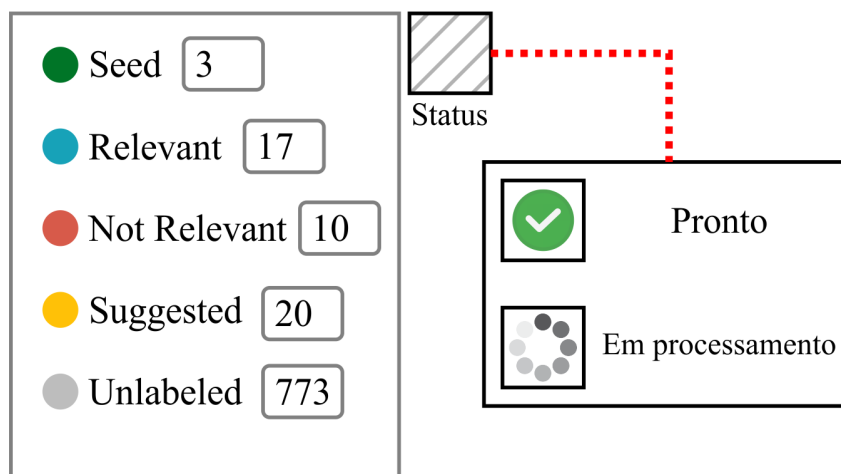 Seed 3
Relevant 17
Not Relevant 10
Suggested 20
Unlabeled 773
Status
Pronto
Em processamento